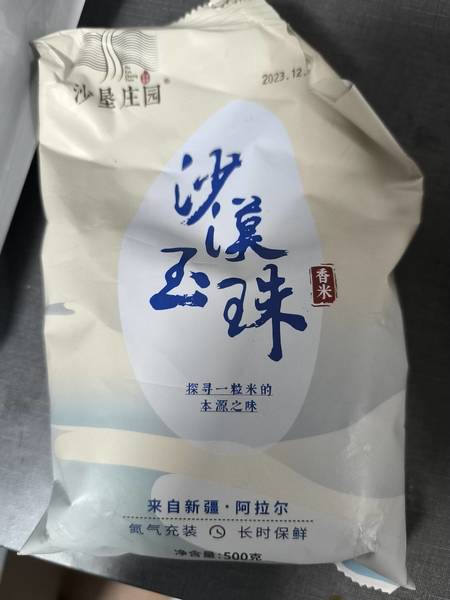 沙垦庄园®
2023.12.
沙漠
玉珠
香米
探寻一粒米的
本源之味
来自新疆·阿拉尔
氮气充装 长时保鲜
净含量:500克